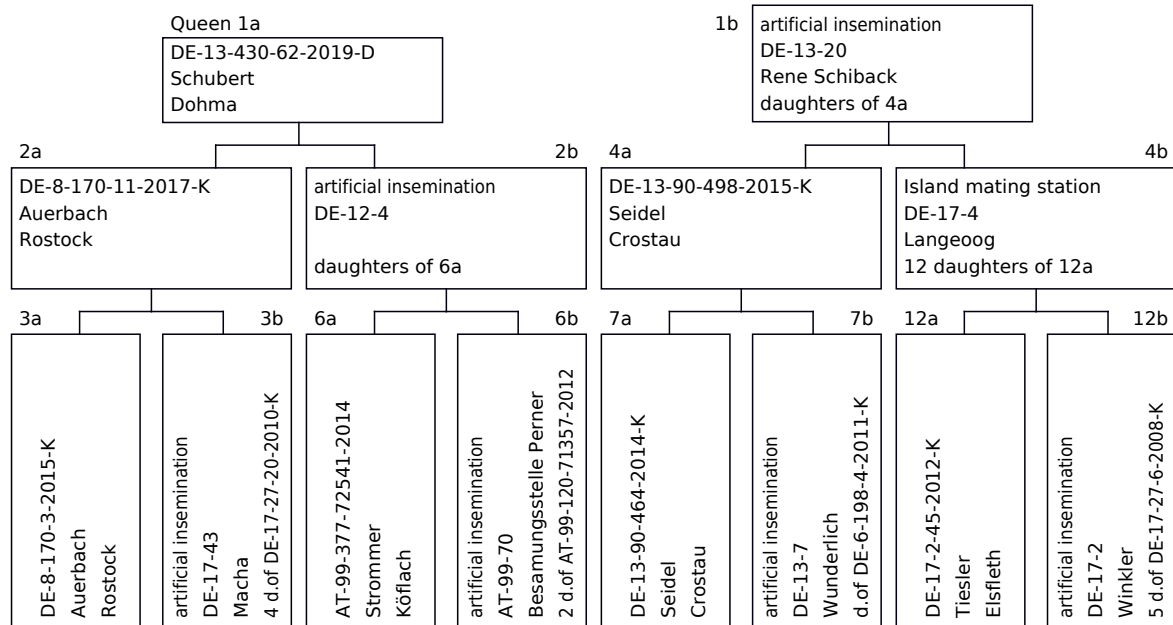 Queen 1a
DE-13-430-62-2019-D
Schubert
Dohma
1b
artificial insemination
DE-13-20
Rene Schiback
daughters of 4a
2a
DE-8-170-11-2017-K
Auerbach
Rostock
2b
artificial insemination
DE-12-4
daughters of 6a
4a
DE-13-90-498-2015-K
Seidel
Crostau
4b
Island mating station
DE-17-4
Langeoog
12 daughters of 12a
3a
DE-8-170-3-2015-K
Auerbach
Rostock
3b
artificial insemination
DE-17-43
Macha
4 d.of DE-17-27-20-2010-K
6a
AT-99-377-72541-2014
Strommer
Köflach
6b
artificial insemination
AT-99-70
Besamungsstelle Perner
2 d.of AT-99-120-71357-2012
7a
DE-13-90-464-2014-K
Seidel
Crostau
7b
artificial insemination
DE-13-7
Wunderlich
d.of DE-6-198-4-2011-K
12a
DE-17-2-45-2012-K
Tiesler
Elsfleth
12b
artificial insemination
DE-17-2
Winkler
5 d.of DE-17-27-6-2008-K